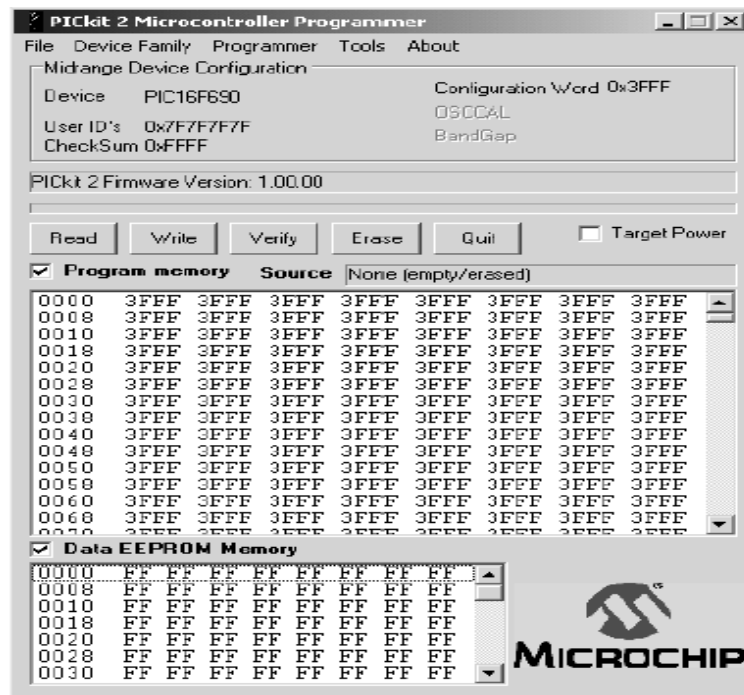 PICkit 2 Microcontroller Programmer
File Device Family Programmer Tools About
Midrange Device Configuration
Device PIC16F690
Configuration Word 0x3FFF
OSCCAL
User ID's 0x7F7F7F7F
BandGap
CheckSum 0xFFFF
PICkit 2 Firmware Version: 1.00.00
Read Write Verify Erase Quit Target Power
Program memory Source None (empty/erased)
0000 3FFF 3FFF 3FFF 3FFF 3FFF 3FFF 3FFF 3FFF
0008 3FFF 3FFF 3FFF 3FFF 3FFF 3FFF 3FFF 3FFF
0010 3FFF 3FFF 3FFF 3FFF 3FFF 3FFF 3FFF 3FFF
0018 3FFF 3FFF 3FFF 3FFF 3FFF 3FFF 3FFF 3FFF
0020 3FFF 3FFF 3FFF 3FFF 3FFF 3FFF 3FFF 3FFF
0028 3FFF 3FFF 3FFF 3FFF 3FFF 3FFF 3FFF 3FFF
0030 3FFF 3FFF 3FFF 3FFF 3FFF 3FFF 3FFF 3FFF
0038 3FFF 3FFF 3FFF 3FFF 3FFF 3FFF 3FFF 3FFF
0040 3FFF 3FFF 3FFF 3FFF 3FFF 3FFF 3FFF 3FFF
0048 3FFF 3FFF 3FFF 3FFF 3FFF 3FFF 3FFF 3FFF
0050 3FFF 3FFF 3FFF 3FFF 3FFF 3FFF 3FFF 3FFF
0058 3FFF 3FFF 3FFF 3FFF 3FFF 3FFF 3FFF 3FFF
0060 3FFF 3FFF 3FFF 3FFF 3FFF 3FFF 3FFF 3FFF
0068 3FFF 3FFF 3FFF 3FFF 3FFF 3FFF 3FFF 3FFF
Data EEPROM Memory
0000 FF FF FF FF FF FF FF FF
0008 FF FF FF FF FF FF FF FF
0010 FF FF FF FF FF FF FF FF
0018 FF FF FF FF FF FF FF FF
0020 FF FF FF FF FF FF FF FF
0028 FF FF FF FF FF FF FF FF
0030 FF FF FF FF FF FF FF FF
MICROCHIP